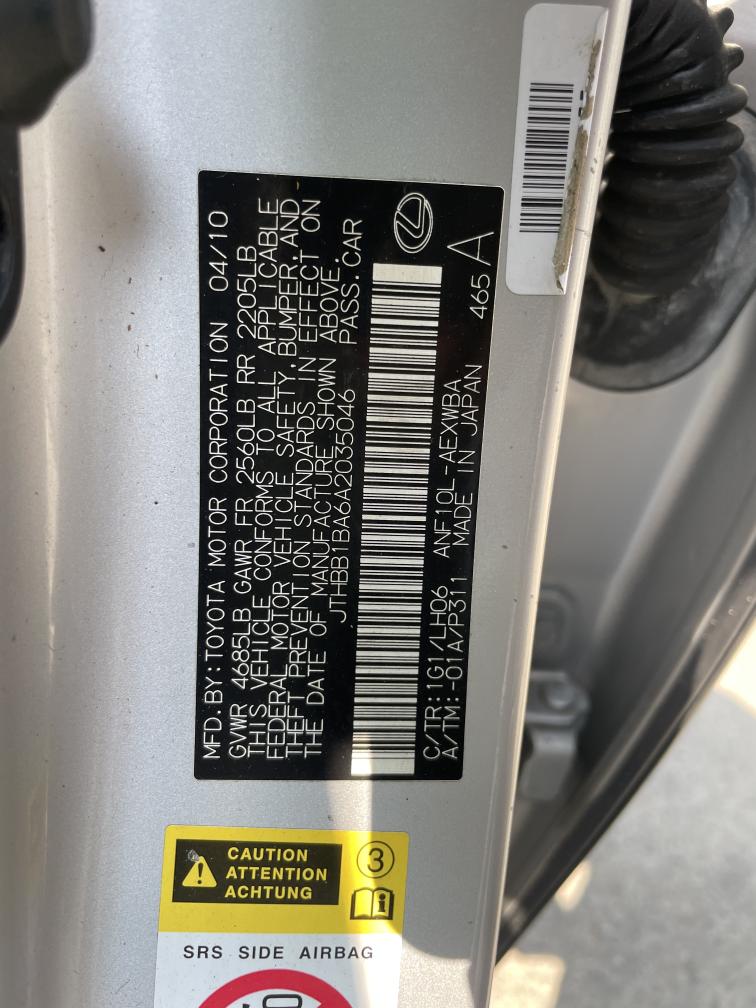 MFD.BY:TOYOTA MOTOR CORPORATION 04/10
GVWR 4685LB GAWR FR 2560LB RR 2205LB
THIS VEHICLE CONFORMS TO ALL APPLICABLE
FEDERAL MOTOR VEHICLE SAFETY,BUMPER,AND
THEFT PREVENTION STANDARDS IN EFFECT ON
THE DATE OF MANUFACTURE SHOWN ABOVE.
JTHBB1BA6A2035046 PASS.CAR
C/TR:1G1/LH06 ANF10L-AEXWBA
A/TM:-01A/P311 MADE IN JAPAN 465 A
CAUTION
ATTENTION
ACHTUNG
3
SRS SIDE AIRBAG